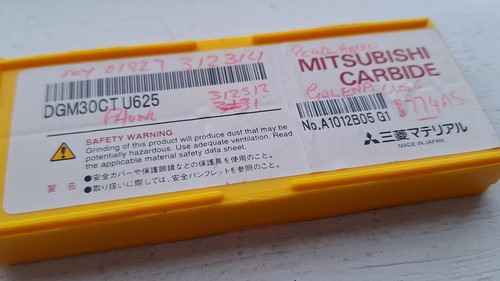 01827 312314
DGM30CT U625
312312
SAFETY WARNING
Grinding of this product will produce dust that may be
potentially hazardous. Use adequate ventilation. Read
the applicable material safety data sheet.
警告
●安全カバーや保護眼鏡などの保護具を使用のこと。
●取り扱いに際しては、安全パンフレットを参照のこと。
MITSUBISHI
CARBIDE
No.A1012B05 G1
三菱マテリアル
MADE IN JAPAN